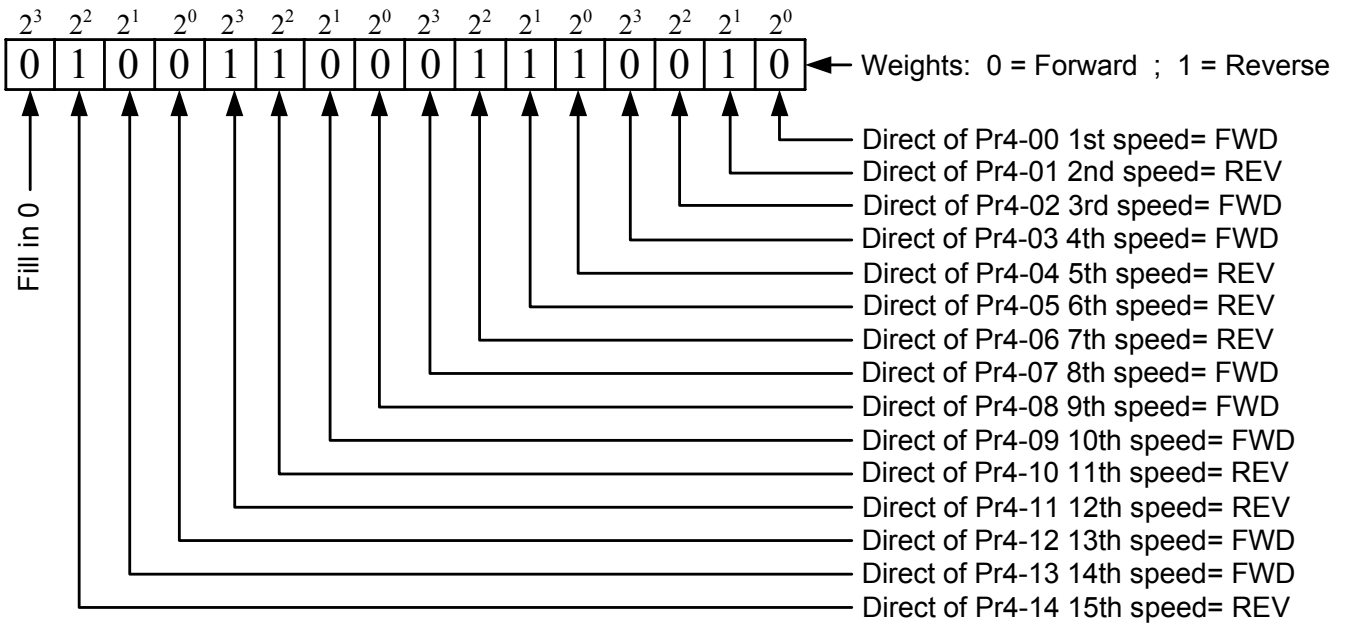 2³ 2² 2¹ 2⁰ 2³ 2² 2¹ 2⁰ 2³ 2² 2¹ 2⁰ 2³ 2² 2¹ 2⁰
0 1 0 0 1 1 0 0 0 1 1 1 0 0 1 0 Weights: 0 = Forward ; 1 = Reverse
Direct of Pr4-00 1st speed= FWD
Direct of Pr4-01 2nd speed= REV
Direct of Pr4-02 3rd speed= FWD
Direct of Pr4-03 4th speed= FWD
Direct of Pr4-04 5th speed= REV
Direct of Pr4-05 6th speed= REV
Direct of Pr4-06 7th speed= REV
Direct of Pr4-07 8th speed= FWD
Direct of Pr4-08 9th speed= FWD
Direct of Pr4-09 10th speed= FWD
Direct of Pr4-10 11th speed= REV
Direct of Pr4-11 12th speed= REV
Direct of Pr4-12 13th speed= FWD
Direct of Pr4-13 14th speed= FWD
Direct of Pr4-14 15th speed= REV
Fill in 0